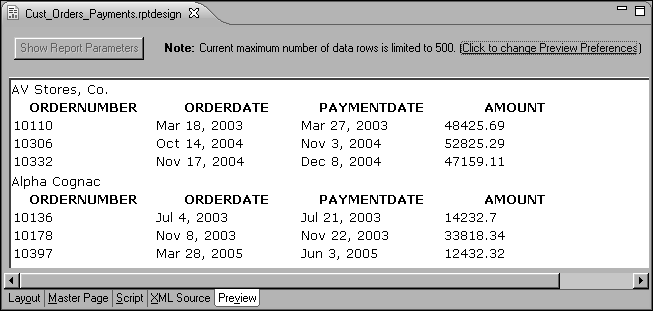 Cust_Orders_Payments.rptdesign
Show Report Parameters Note: Current maximum number of data rows is limited to 500. (Click to change Preview Preferences)
AV Stores, Co.
ORDERNUMBER ORDERDATE PAYMENTDATE AMOUNT
10110 Mar 18, 2003 Mar 27, 2003 48425.69
10306 Oct 14, 2004 Nov 3, 2004 52825.29
10332 Nov 17, 2004 Dec 8, 2004 47159.11
Alpha Cognac
ORDERNUMBER ORDERDATE PAYMENTDATE AMOUNT
10136 Jul 4, 2003 Jul 21, 2003 14232.7
10178 Nov 8, 2003 Nov 22, 2003 33818.34
10397 Mar 28, 2005 Jun 3, 2005 12432.32
Layout Master Page Script XML Source Preview